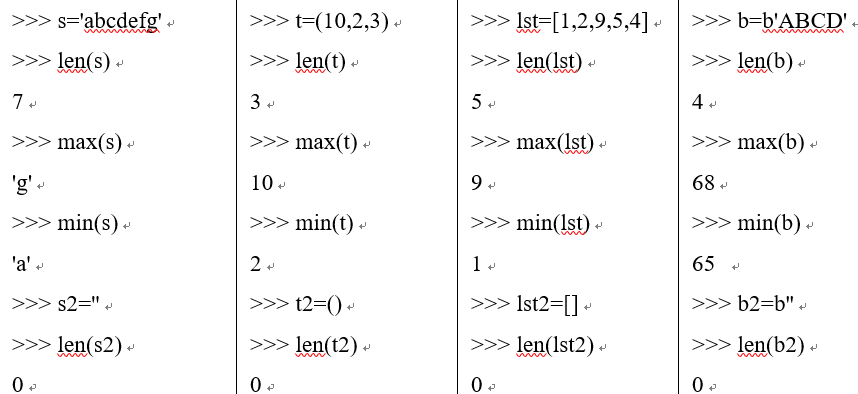 >>> s='abcdefg'
>>> len(s)
7
>>> max(s)
'g'
>>> min(s)
'a'
>>> s2=''
>>> len(s2)
0
>>> t=(10,2,3)
>>> len(t)
3
>>> max(t)
10
>>> min(t)
2
>>> t2=()
>>> len(t2)
0
>>> lst=[1,2,9,5,4]
>>> len(lst)
5
>>> max(lst)
9
>>> min(lst)
1
>>> lst2=[]
>>> len(lst2)
0
>>> b=b'ABCD'
>>> len(b)
4
>>> max(b)
68
>>> min(b)
65
>>> b2=b''
>>> len(b2)
0